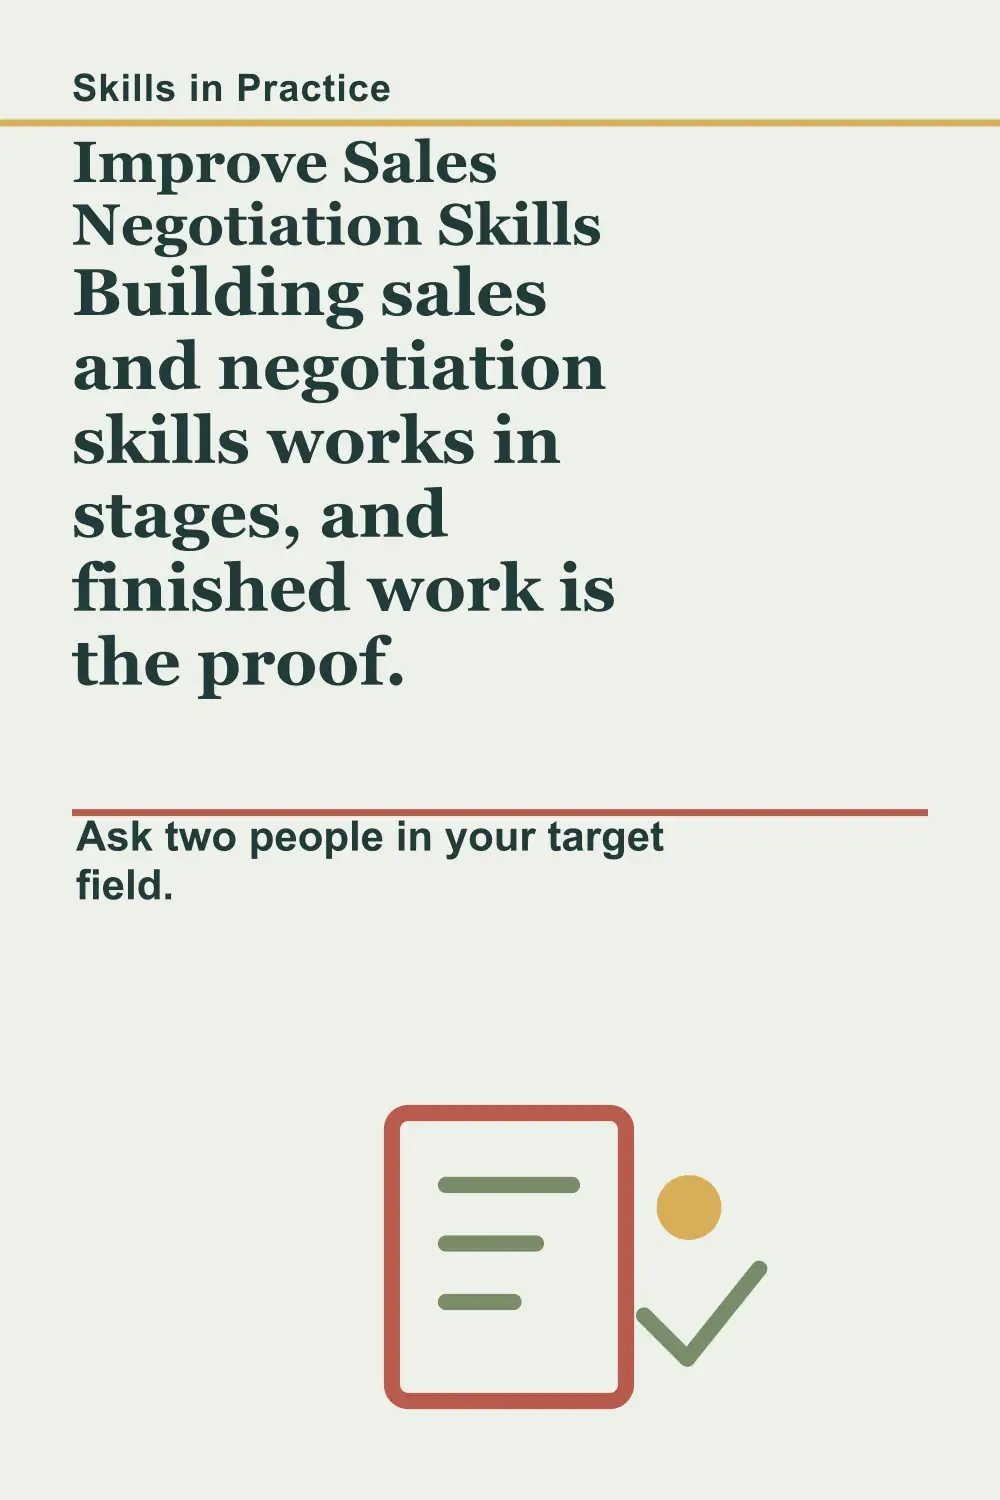 Skills in Practice
Improve Sales
Negotiation Skills
Building sales
and negotiation
skills works in
stages, and
finished work is
the proof.
Ask two people in your target
field.